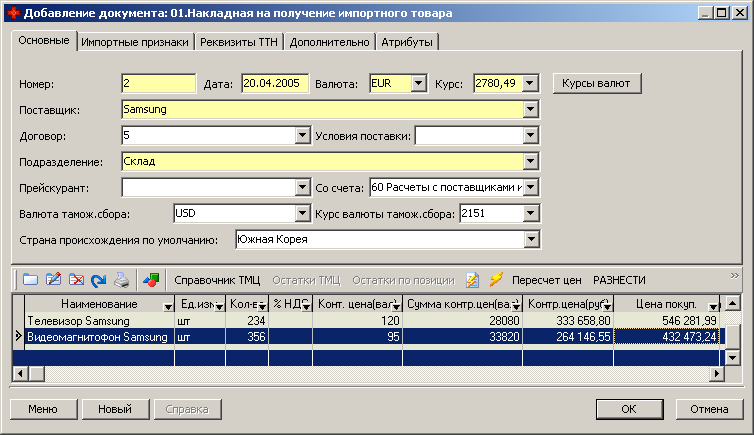 Добавление документа: 01.Накладная на получение импортного товара
Основные Импортные признаки Реквизиты ТТН Дополнительно Атрибуты
Номер: 2 Дата: 20.04.2005 Валюта: EUR Курс: 2780,49 Курсы валют
Поставщик: Samsung
Договор: 5 Условия поставки:
Подразделение: Склад
Прейскурант: Со счета: 60 Расчеты с поставщиками и
Валюта тамож.сбора: USD Курс валюты тамож.сбора: 2151
Страна происхождения по умолчанию: Южная Корея
Справочник ТМЦ Остатки ТМЦ Остатки по позиции Пересчет цен РАЗНЕСТИ
Наименование Ед.изм Кол-в % НДС Конт. цена(вал) Сумма контр.цен(вал) Контр.цена(руб) Цена покуп.
Телевизор Samsung шт 234 120 28080 333 658,80 546 281,99
Видеомагнитофон Samsung шт 356 95 33820 264 146,55 432 473,24
Меню Новый Справка OK Отмена